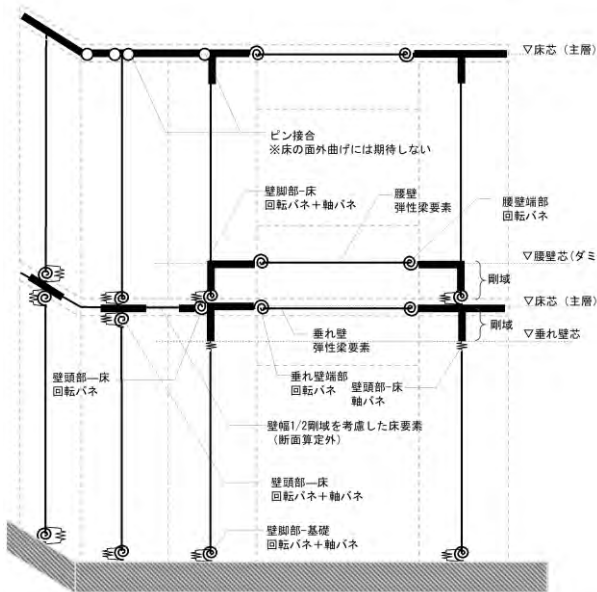 ▽床芯（主層）
ピン接合
※床の面外曲げには期待しない
壁脚部-床
回転バネ＋軸バネ
腰壁
弾性梁要素
腰壁端部
回転バネ
▽腰壁芯(ダミ
剛域
▽床芯（主層）
剛域
▽垂れ壁芯
垂れ壁
弾性梁要素
壁頭部―床
回転バネ
垂れ壁端部
回転バネ
壁頭部-床
軸バネ
壁幅1/2剛域を考慮した床要素
（断面算定外）
壁頭部―床
回転バネ＋軸バネ
壁脚部-基礎
回転バネ＋軸バネ